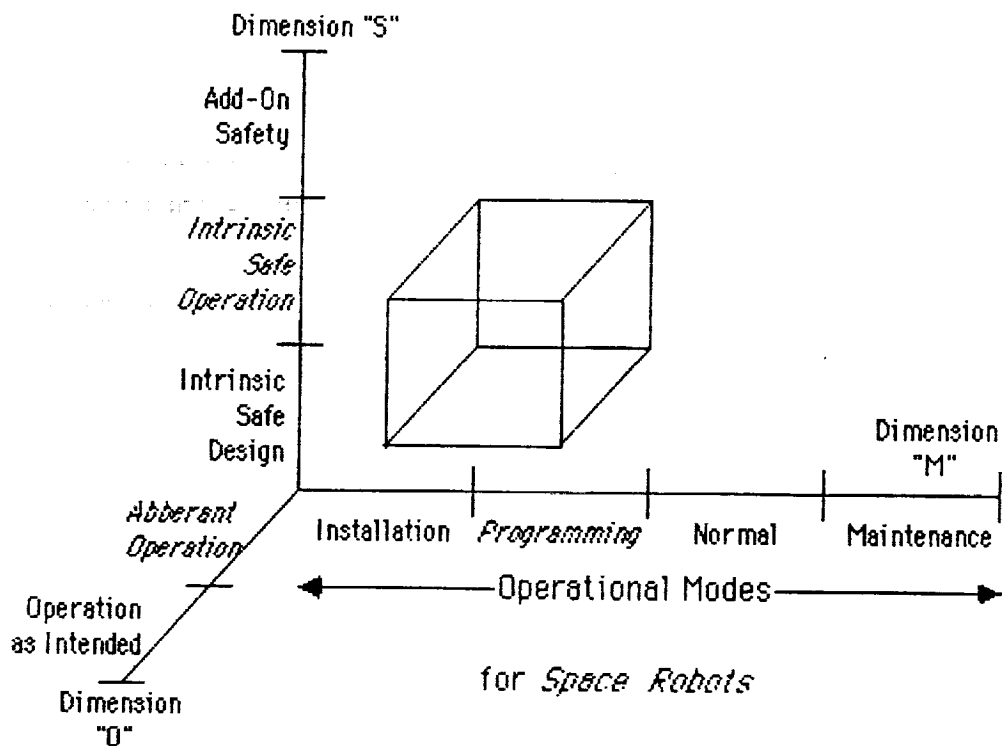 Dimension "S"
Add-On
Safety
Intrinsic
Safe
Operation
Intrinsic
Safe
Design
Dimension
"M"
Abberant
Operation
Installation
Programming
Normal
Maintenance
Operation
as Intended
Operational Modes
for Space Robots
Dimension
"O"